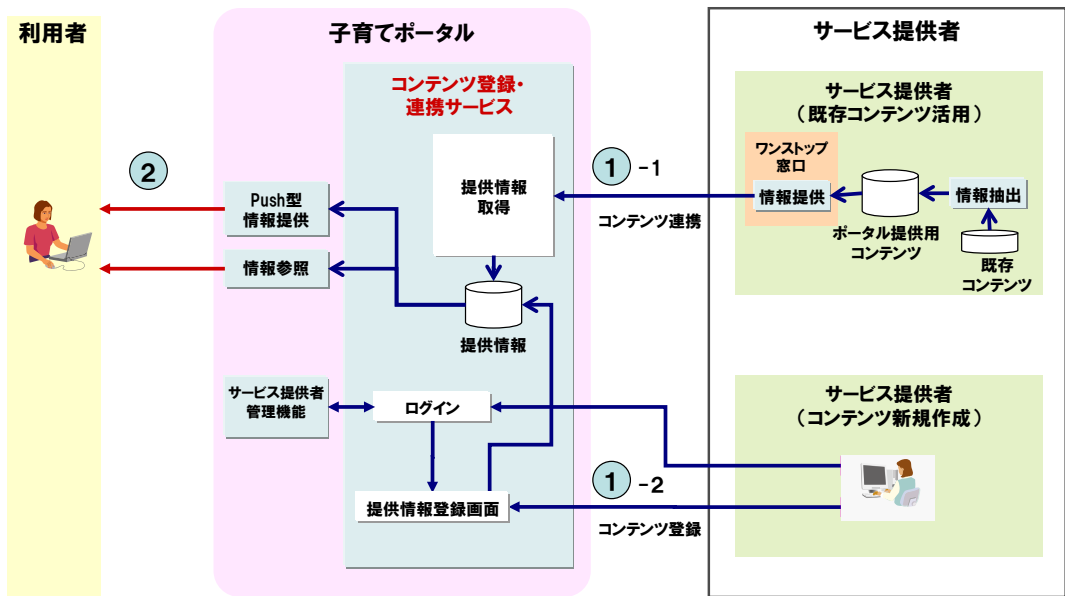 利用者
子育てポータル
サービス提供者
コンテンツ登録・
連携サービス
サービス提供者
（既存コンテンツ活用）
ワンストップ
窓口
情報提供
ポータル提供用
コンテンツ
情報抽出
既存
コンテンツ
①-1
コンテンツ連携
提供情報
取得
②
Push型
情報提供
情報参照
提供情報
サービス提供者
管理機能
ログイン
提供情報登録画面
①-2
コンテンツ登録
サービス提供者
（コンテンツ新規作成）